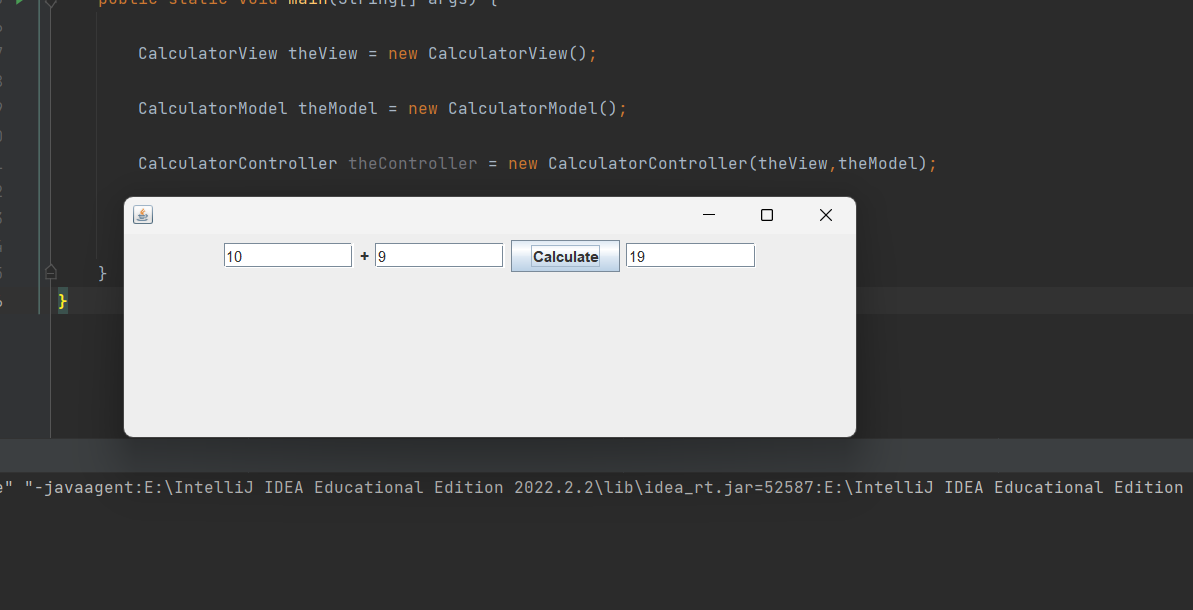 public static void main(String[] args) {
CalculatorView theView = new CalculatorView();
CalculatorModel theModel = new CalculatorModel();
CalculatorController theController = new CalculatorController(theView,theModel);
10 + 9 Calculate 19
}
}
" "-javaagent:E:\IntelliJ IDEA Educational Edition 2022.2.2\lib\idea_rt.jar=52587:E:\IntelliJ IDEA Educational Edition